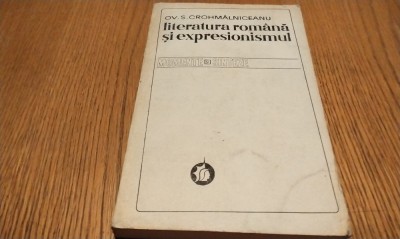 OV. S. CROHMĂLNICEANU
literatura română
și expresionismul